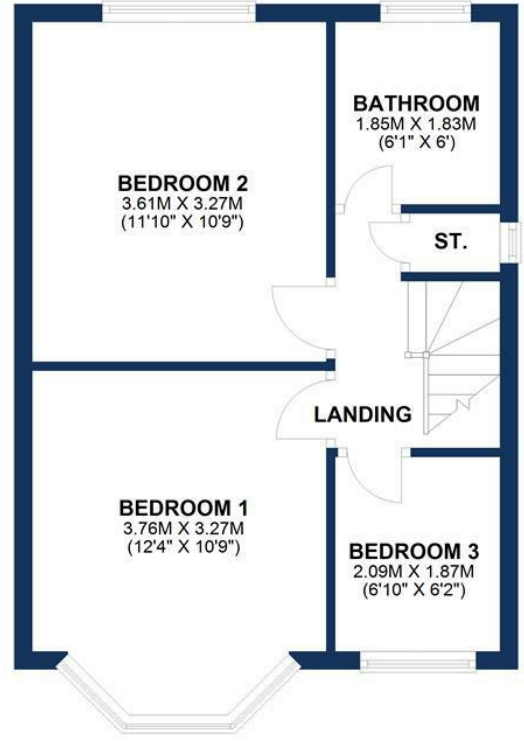 BATHROOM
1.85M X 1.83M
(6'1" X 6')
BEDROOM 2
3.61M X 3.27M
(11'10" X 10'9")
ST.
LANDING
BEDROOM 1
3.76M X 3.27M
(12'4" X 10'9")
BEDROOM 3
2.09M X 1.87M
(6'10" X 6'2")